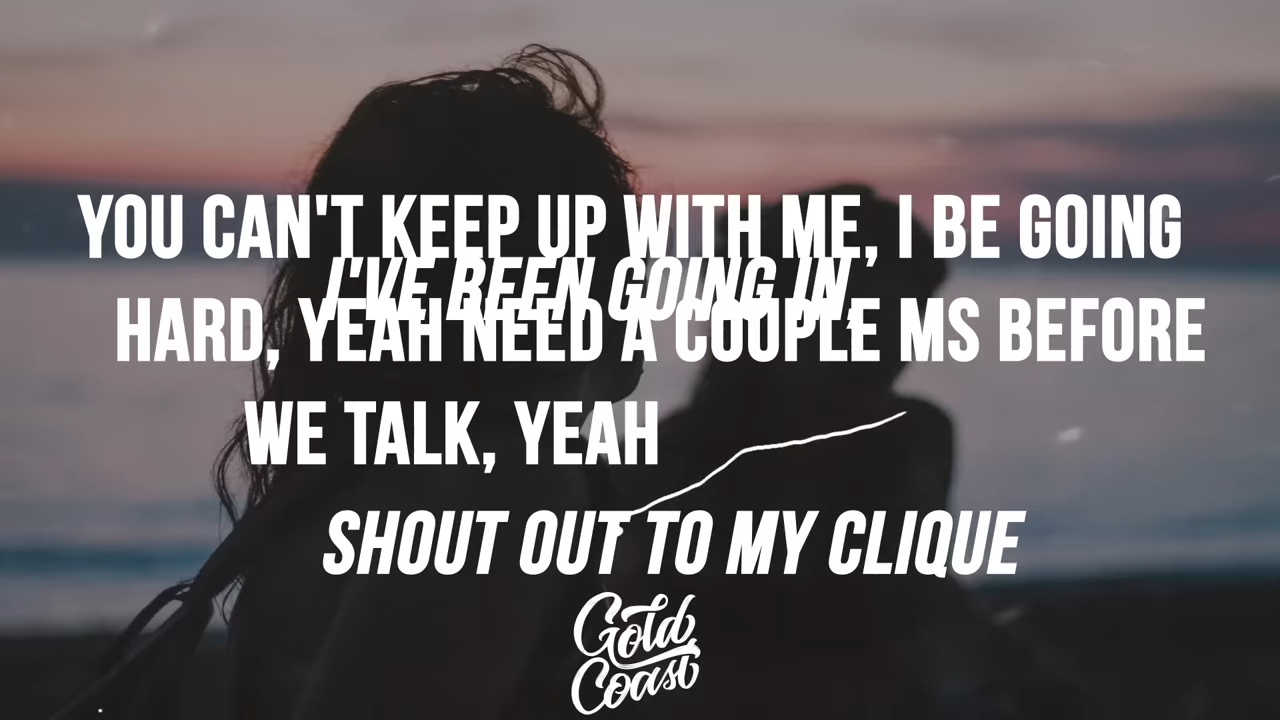 YOU CAN'T KEEP UP WITH ME, I BE GOING
I'VE BEEN GOING IN,
HARD, YEAH NEED A COUPLE MS BEFORE
WE TALK, YEAH
SHOUT OUT TO MY CLIQUE
Gold
Coast